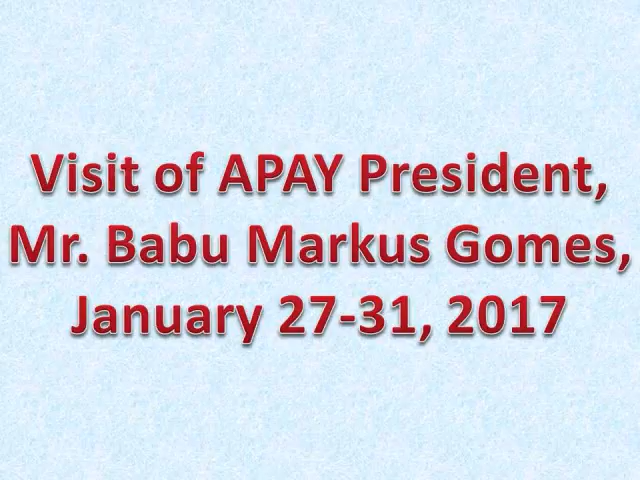 Visit of APAY President,
Mr. Babu Markus Gomes,
January 27-31, 2017